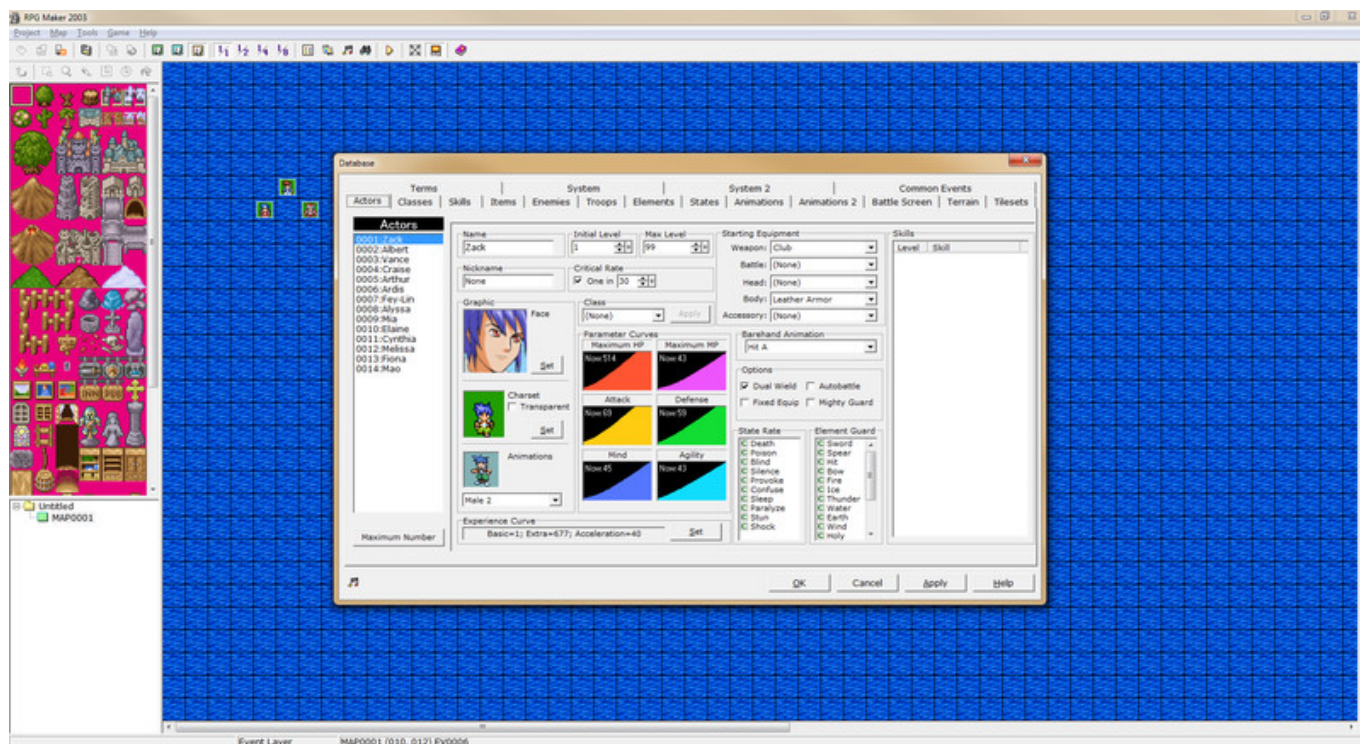 RPG Maker 2003
Project Map Tools Game Help
Database
Terms System System 2 Common Events
Actors Classes Skills Items Enemies Troops Elements States Animations Animations 2 Battle Screen Terrain Tilesets
Actors
0001:Zack
0002:Albert
0003:Vance
0004:Craise
0005:Arthur
0006:Ardis
0007:Fey-Lin
0008:Alyssa
0009:Mia
0010:Elaine
0011:Cynthia
0012:Melissa
0013:Fiona
0014:Mao
Maximum Number
Name
Zack
Initial Level
1
Max Level
99
Nickname
None
Critical Rate
One in 30
Graphic
Face
Set
Charset
Transparent
Set
Animations
Male 2
Class
(None) Apply
Parameter Curves
Maximum HP Maximum MP
Now:514 Now:43
Attack Defense
Now:69 Now:59
Mind Agility
Now:45 Now:43
Experience Curve
Basic=1; Extra=677; Acceleration=40 Set
Starting Equipment
Weapon: Club
Battle: (None)
Head: (None)
Body: Leather Armor
Accessory: (None)
Barehand Animation
Hit A
Options
Dual Wield Autobattle
Fixed Equip Mighty Guard
State Rate
C Death
C Poison
C Blind
C Silence
C Provoke
C Confuse
C Sleep
C Paralyze
C Stun
C Shock
Element Guard
C Sword
C Spear
C Hit
C Bow
C Fire
C Ice
C Thunder
C Water
C Earth
C Wind
C Holy
Skills
Level Skill
OK Cancel Apply Help
INN
Untitled
MAP0001
Event Layer MAP0001 (010, 012) EV0006